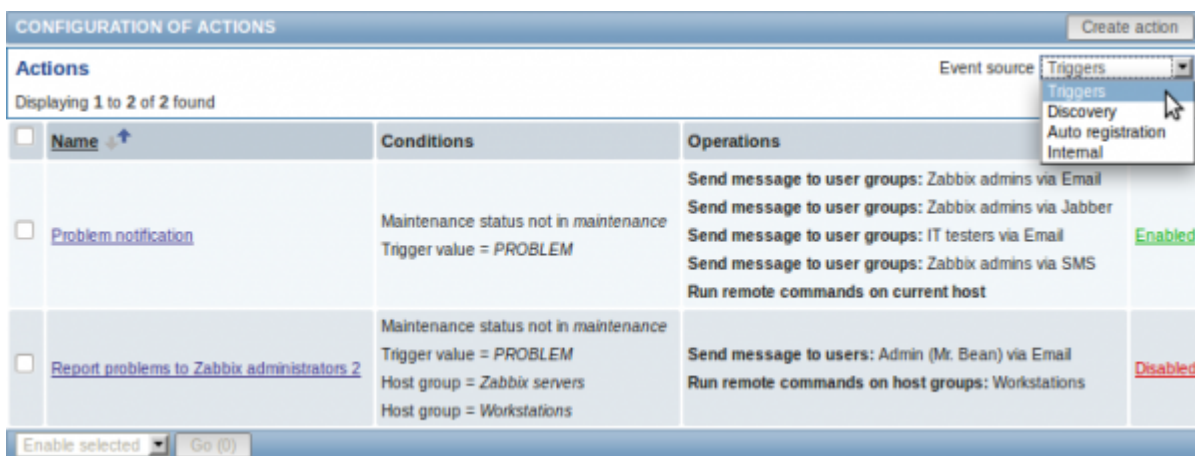 CONFIGURATION OF ACTIONS
Create action
Actions
Event source Triggers
Displaying 1 to 2 of 2 found
Triggers
Discovery
Auto registration
Internal
Name
Conditions
Operations
Problem notification
Maintenance status not in maintenance
Trigger value = PROBLEM
Send message to user groups: Zabbix admins via Email
Send message to user groups: Zabbix admins via Jabber
Send message to user groups: IT testers via Email
Send message to user groups: Zabbix admins via SMS
Run remote commands on current host
Enabled
Report problems to Zabbix administrators 2
Maintenance status not in maintenance
Trigger value = PROBLEM
Host group = Zabbix servers
Host group = Workstations
Send message to users: Admin (Mr. Bean) via Email
Run remote commands on host groups: Workstations
Disabled
Enable selected
Go (0)